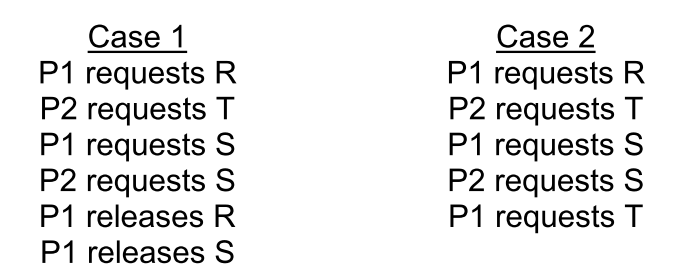 Case 1
P1 requests R
P2 requests T
P1 requests S
P2 requests S
P1 releases R
P1 releases S
Case 2
P1 requests R
P2 requests T
P1 requests S
P2 requests S
P1 requests T